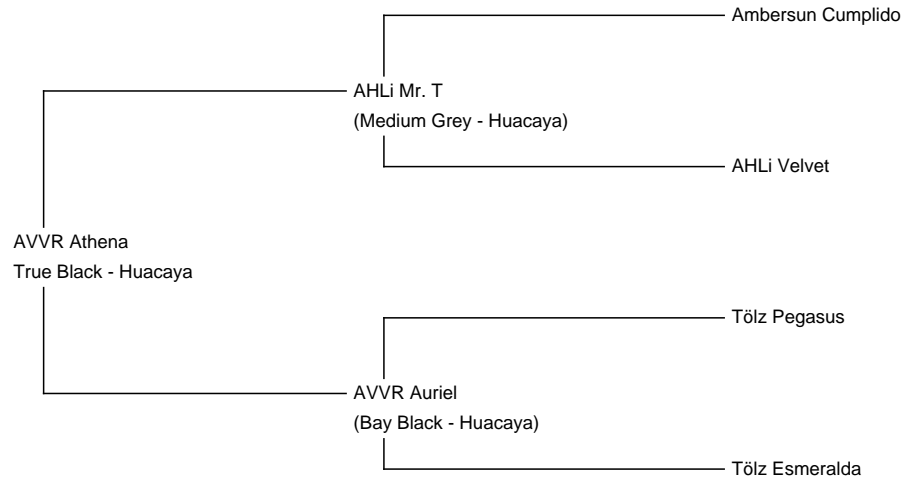 Ambersun Cumplido
AHLi Mr. T
(Medium Grey - Huacaya)
AHLi Velvet
AVVR Athena
True Black - Huacaya
Tölz Pegasus
AVVR Auriel
(Bay Black - Huacaya)
Tölz Esmeralda